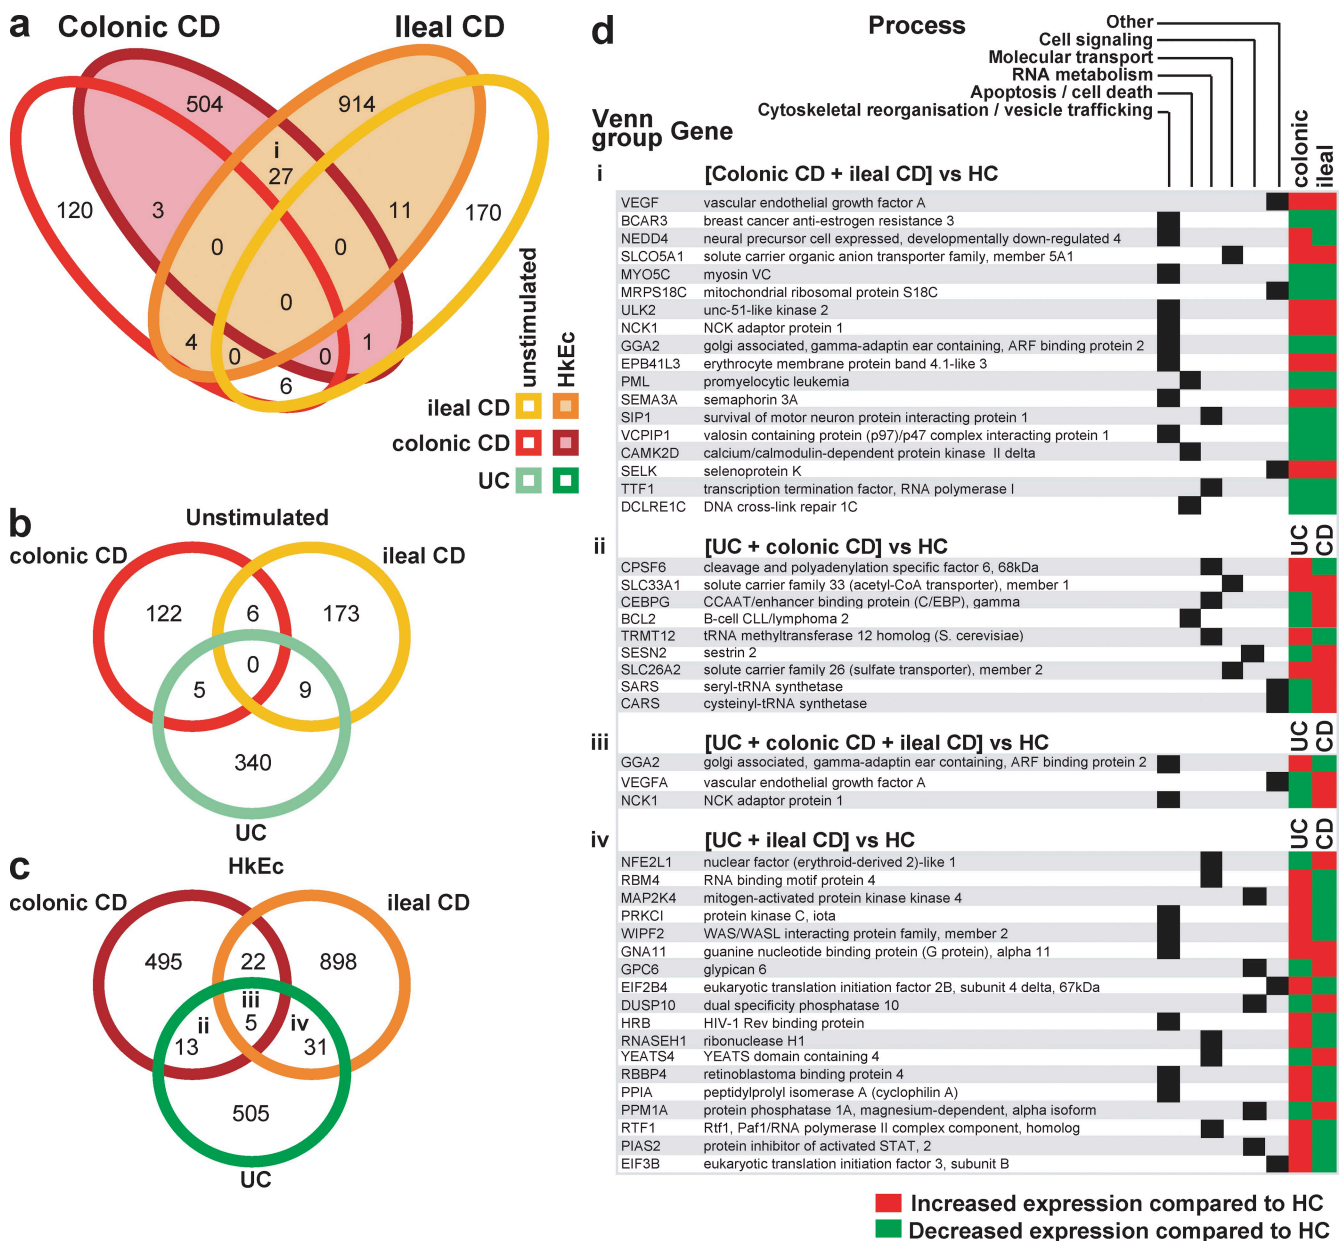 a
Colonic CD
Ileal CD
504
914
i
27
120
3
11
170
0
0
0
4
0
0
1
6
unstimulated
HkEc
ileal CD
colonic CD
UC
b
Unstimulated
colonic CD
ileal CD
122
6
173
0
5
9
340
UC
c
HkEc
colonic CD
ileal CD
495
22
898
iii
5
ii
iv
13
31
505
UC
d
Process
Other
Cell signaling
Molecular transport
RNA metabolism
Apoptosis / cell death
Cytoskeletal reorganisation / vesicle trafficking
Venn group
Gene
colonic
ileal
i [Colonic CD + ileal CD] vs HC
VEGF vascular endothelial growth factor A
BCAR3 breast cancer anti-estrogen resistance 3
NEDD4 neural precursor cell expressed, developmentally down-regulated 4
SLCO5A1 solute carrier organic anion transporter family, member 5A1
MYO5C myosin VC
MRPS18C mitochondrial ribosomal protein S18C
ULK2 unc-51-like kinase 2
NCK1 NCK adaptor protein 1
GGA2 golgi associated, gamma-adaptin ear containing, ARF binding protein 2
EPB41L3 erythrocyte membrane protein band 4.1-like 3
PML promyelocytic leukemia
SEMA3A semaphorin 3A
SIP1 survival of motor neuron protein interacting protein 1
VCPIP1 valosin containing protein (p97)/p47 complex interacting protein 1
CAMK2D calcium/calmodulin-dependent protein kinase II delta
SELK selenoprotein K
TTF1 transcription termination factor, RNA polymerase I
DCLRE1C DNA cross-link repair 1C
ii [UC + colonic CD] vs HC UC CD
CPSF6 cleavage and polyadenylation specific factor 6, 68kDa
SLC33A1 solute carrier family 33 (acetyl-CoA transporter), member 1
CEBPG CCAAT/enhancer binding protein (C/EBP), gamma
BCL2 B-cell CLL/lymphoma 2
TRMT12 tRNA methyltransferase 12 homolog (S. cerevisiae)
SESN2 sestrin 2
SLC26A2 solute carrier family 26 (sulfate transporter), member 2
SARS seryl-tRNA synthetase
CARS cysteinyl-tRNA synthetase
iii [UC + colonic CD + ileal CD] vs HC UC CD
GGA2 golgi associated, gamma-adaptin ear containing, ARF binding protein 2
VEGFA vascular endothelial growth factor A
NCK1 NCK adaptor protein 1
iv [UC + ileal CD] vs HC UC CD
NFE2L1 nuclear factor (erythroid-derived 2)-like 1
RBM4 RNA binding motif protein 4
MAP2K4 mitogen-activated protein kinase kinase 4
PRKCI protein kinase C, iota
WIPF2 WAS/WASL interacting protein family, member 2
GNA11 guanine nucleotide binding protein (G protein), alpha 11
GPC6 glypican 6
EIF2B4 eukaryotic translation initiation factor 2B, subunit 4 delta, 67kDa
DUSP10 dual specificity phosphatase 10
HRB HIV-1 Rev binding protein
RNASEH1 ribonuclease H1
YEATS4 YEATS domain containing 4
RBBP4 retinoblastoma binding protein 4
PPIA peptidylprolyl isomerase A (cyclophilin A)
PPM1A protein phosphatase 1A, magnesium-dependent, alpha isoform
RTF1 Rtf1, Paf1/RNA polymerase II complex component, homolog
PIAS2 protein inhibitor of activated STAT, 2
EIF3B eukaryotic translation initiation factor 3, subunit B
Increased expression compared to HC
Decreased expression compared to HC